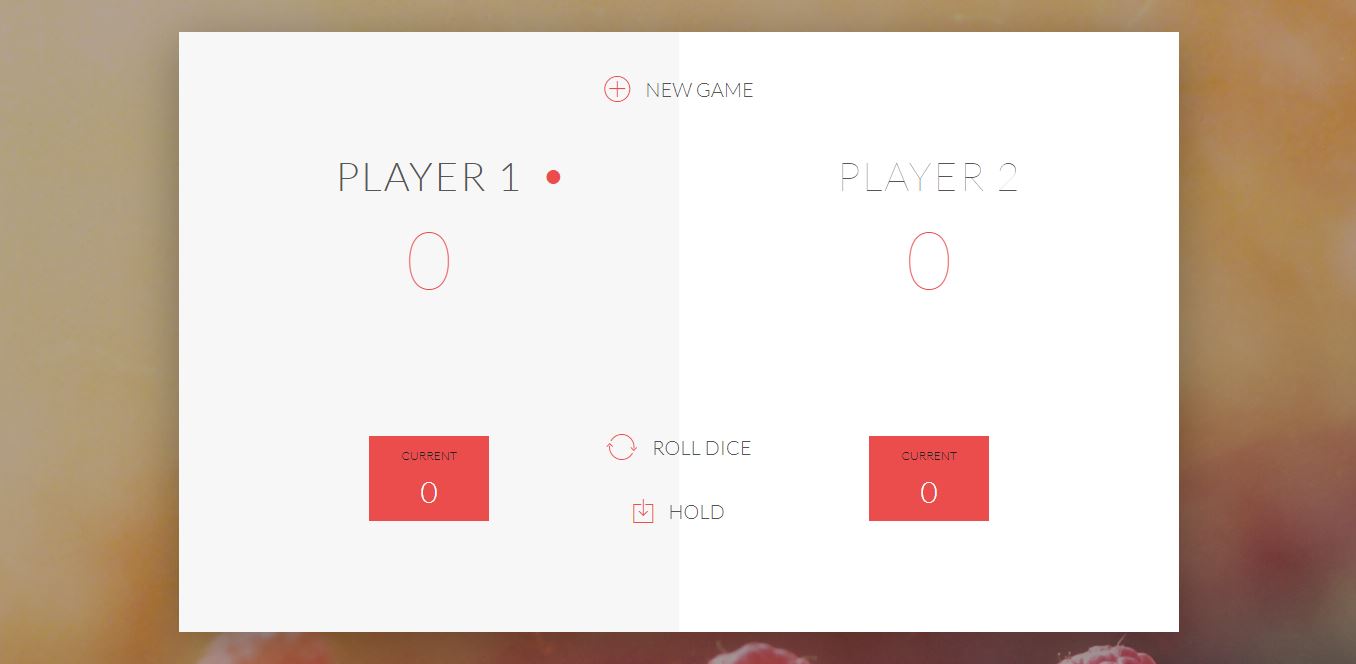 NEW GAME
PLAYER 1
PLAYER 2
0
0
CURRENT
0
ROLL DICE
HOLD
CURRENT
0